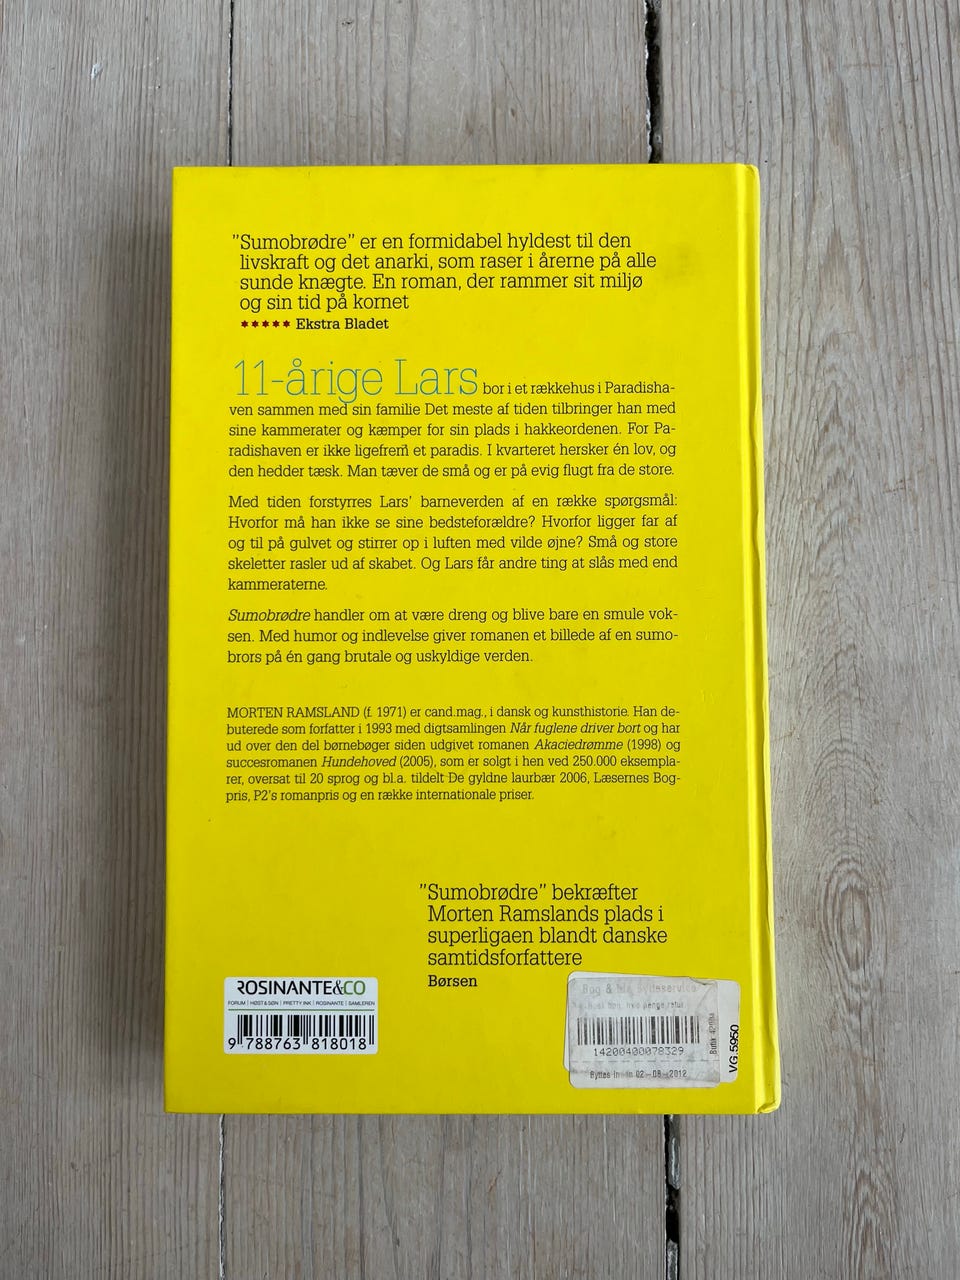 ”Sumobrødre” er en formidabel hyldest til den
livskraft og det anarki, som raser i årerne på alle
sunde knægte. En roman, der rammer sit miljø
og sin tid på kornet
***** Ekstra Bladet
11-årige Lars bor i et rækkehus i Paradisha-
ven sammen med sin familie Det meste af tiden tilbringer han med
sine kammerater og kæmper for sin plads i hakkeordenen. For Pa-
radishaven er ikke ligefrem et paradis. I kvarteret hersker én lov, og
den hedder tæsk. Man tæver de små og er på evig flugt fra de store.
Med tiden forstyrres Lars’ barneverden af en række spørgsmål:
Hvorfor må han ikke se sine bedsteforældre? Hvorfor ligger far af
og til på gulvet og stirrer op i luften med vilde øjne? Små og store
skeletter rasler ud af skabet. Og Lars får andre ting at slås med end
kammeraterne.
Sumobrødre handler om at være dreng og blive bare en smule vok-
sen. Med humor og indlevelse giver romanen et billede af en sumo-
brors på én gang brutale og uskyldige verden.
MORTEN RAMSLAND (f. 1971) er cand.mag., i dansk og kunsthistorie. Han de-
buterede som forfatter i 1993 med digtsamlingen Når fuglene driver bort og har
ud over den del børnebøger siden udgivet romanen Akaciedrømme (1998) og
succesromanen Hundehoved (2005), som er solgt i hen ved 250.000 eksempla-
rer, oversat til 20 sprog og bl.a. tildelt De gyldne laurbær 2006, Læsernes Bog-
pris, P2’s romanpris og en række internationale priser.
”Sumobrødre” bekræfter
Morten Ramslands plads i
superligaen blandt danske
samtidsforfattere
Børsen
ROSINANTE&CO
FORUM | HØST & SØN | PRETTY INK | ROSINANTE | SAMLEREN
9 788763 818018
Bog &
penge retur
14200400078329
Byttes 02-08-2012
Butik
VG.5950